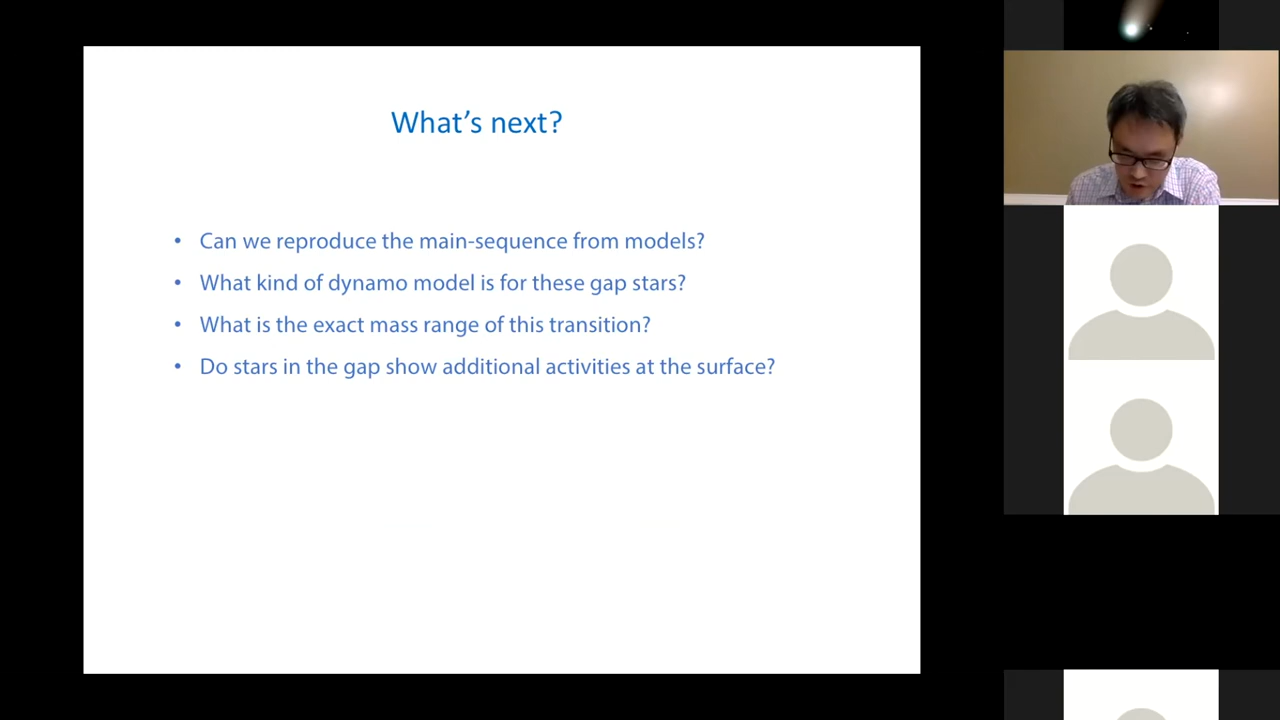 What's next?
• Can we reproduce the main-sequence from models?
• What kind of dynamo model is for these gap stars?
• What is the exact mass range of this transition?
• Do stars in the gap show additional activities at the surface?